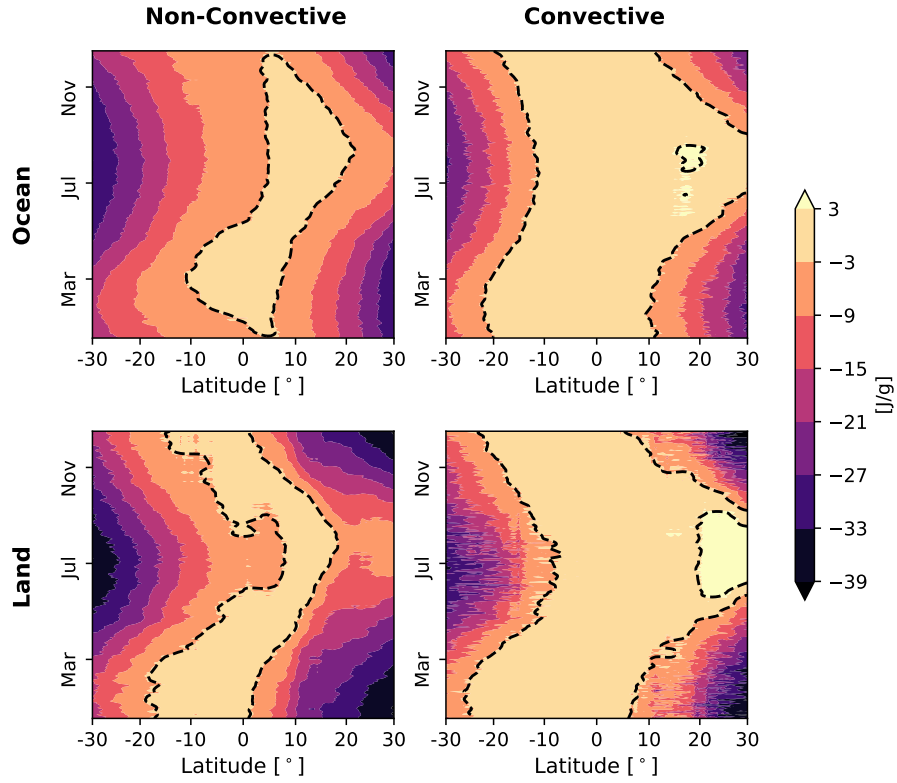 Non-Convective
Convective
Ocean
Nov
Jul
Mar
-30 -20 -10 0 10 20 30
Latitude [°]
-30 -20 -10 0 10 20 30
Latitude [°]
Land
Nov
Jul
Mar
Nov
Jul
Mar
-30 -20 -10 0 10 20 30
Latitude [°]
Nov
Jul
Mar
-30 -20 -10 0 10 20 30
Latitude [°]
3
−3
−9
−15
−21
−27
−33
−39
[J/g]